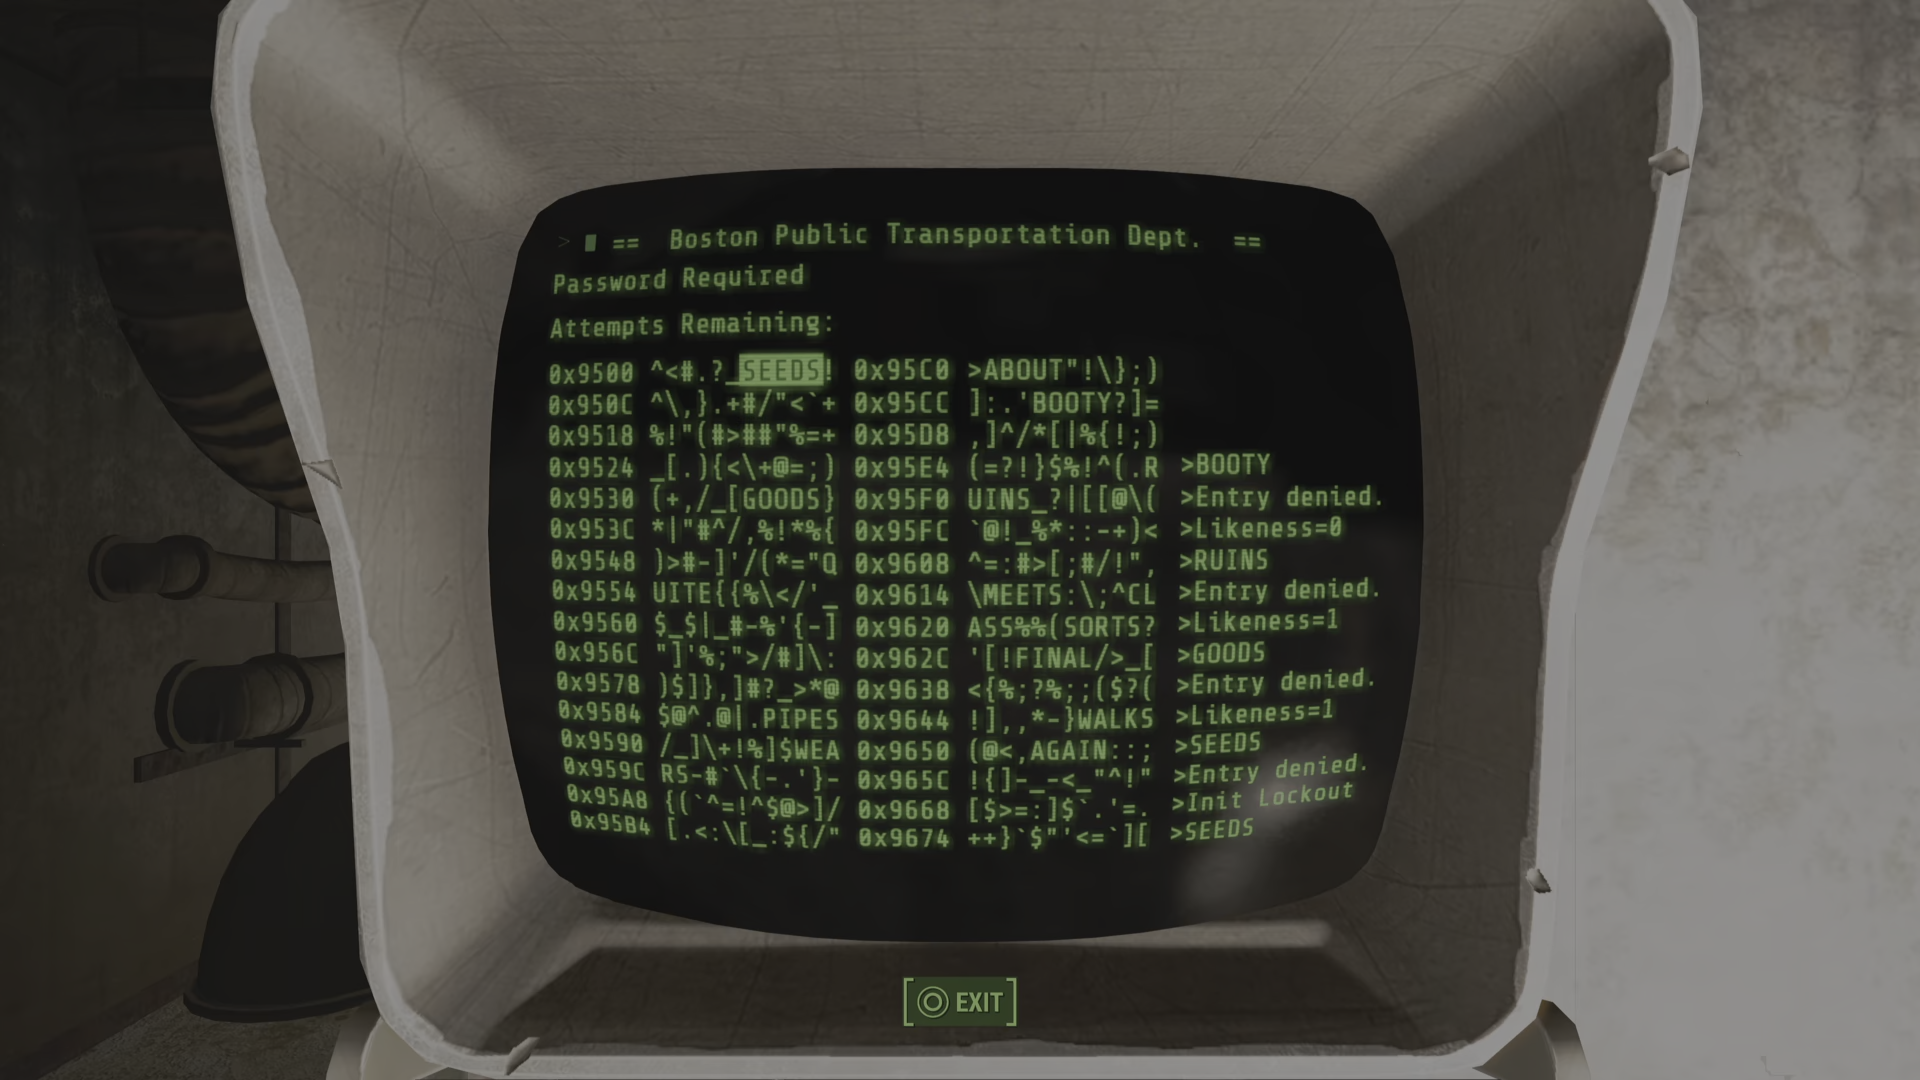 > ■ == Boston Public Transportation Dept. ==
Password Required
Attempts Remaining:
0x9500 ^<#.?_SEEDS! 0x95C0 >ABOUT"!\};)
0x950C ^\,}.+#/"<`+ 0x95CC ]:.'BOOTY?]=
0x9518 %!"(#>##"%=+ 0x95D8 ,]^/*[|%{!;)
0x9524 _[.){<\+@=;) 0x95E4 (=?!}$%!^(.R >BOOTY
0x9530 (+,/_[GOODS} 0x95F0 UINS_?|[[@\( >Entry denied.
0x953C *|"#^/,%!*%{ 0x95FC `@!_%*::-+)< >Likeness=0
0x9548 )>#-]'/(*="Q 0x9608 ^=:#>[;#/!", >RUINS
0x9554 UITE{{%\</'_ 0x9614 \MEETS:\;^CL >Entry denied.
0x9560 $_$|_#-%'{-] 0x9620 ASS%%(SORTS? >Likeness=1
0x956C "]'%;">/#]\: 0x962C '[!FINAL/>_[ >GOODS
0x9578 )$]},]#?_>*@ 0x9638 <{%;?%;;($?( >Entry denied.
0x9584 $@^.@|.PIPES 0x9644 !],,*-}WALKS >Likeness=1
0x9590 /_]\+!%]$WEA 0x9650 (@<,AGAIN::; >SEEDS
0x959C RS-#`\{-.'}- 0x965C !{]-_-<_"^!" >Entry denied.
0x95A8 {(`^=!^$@>]/ 0x9668 [$>=:]$`.'=. >Init Lockout
0x95B4 [.<:\[_:${/" 0x9674 ++}`$"'<=`][ >SEEDS
EXIT